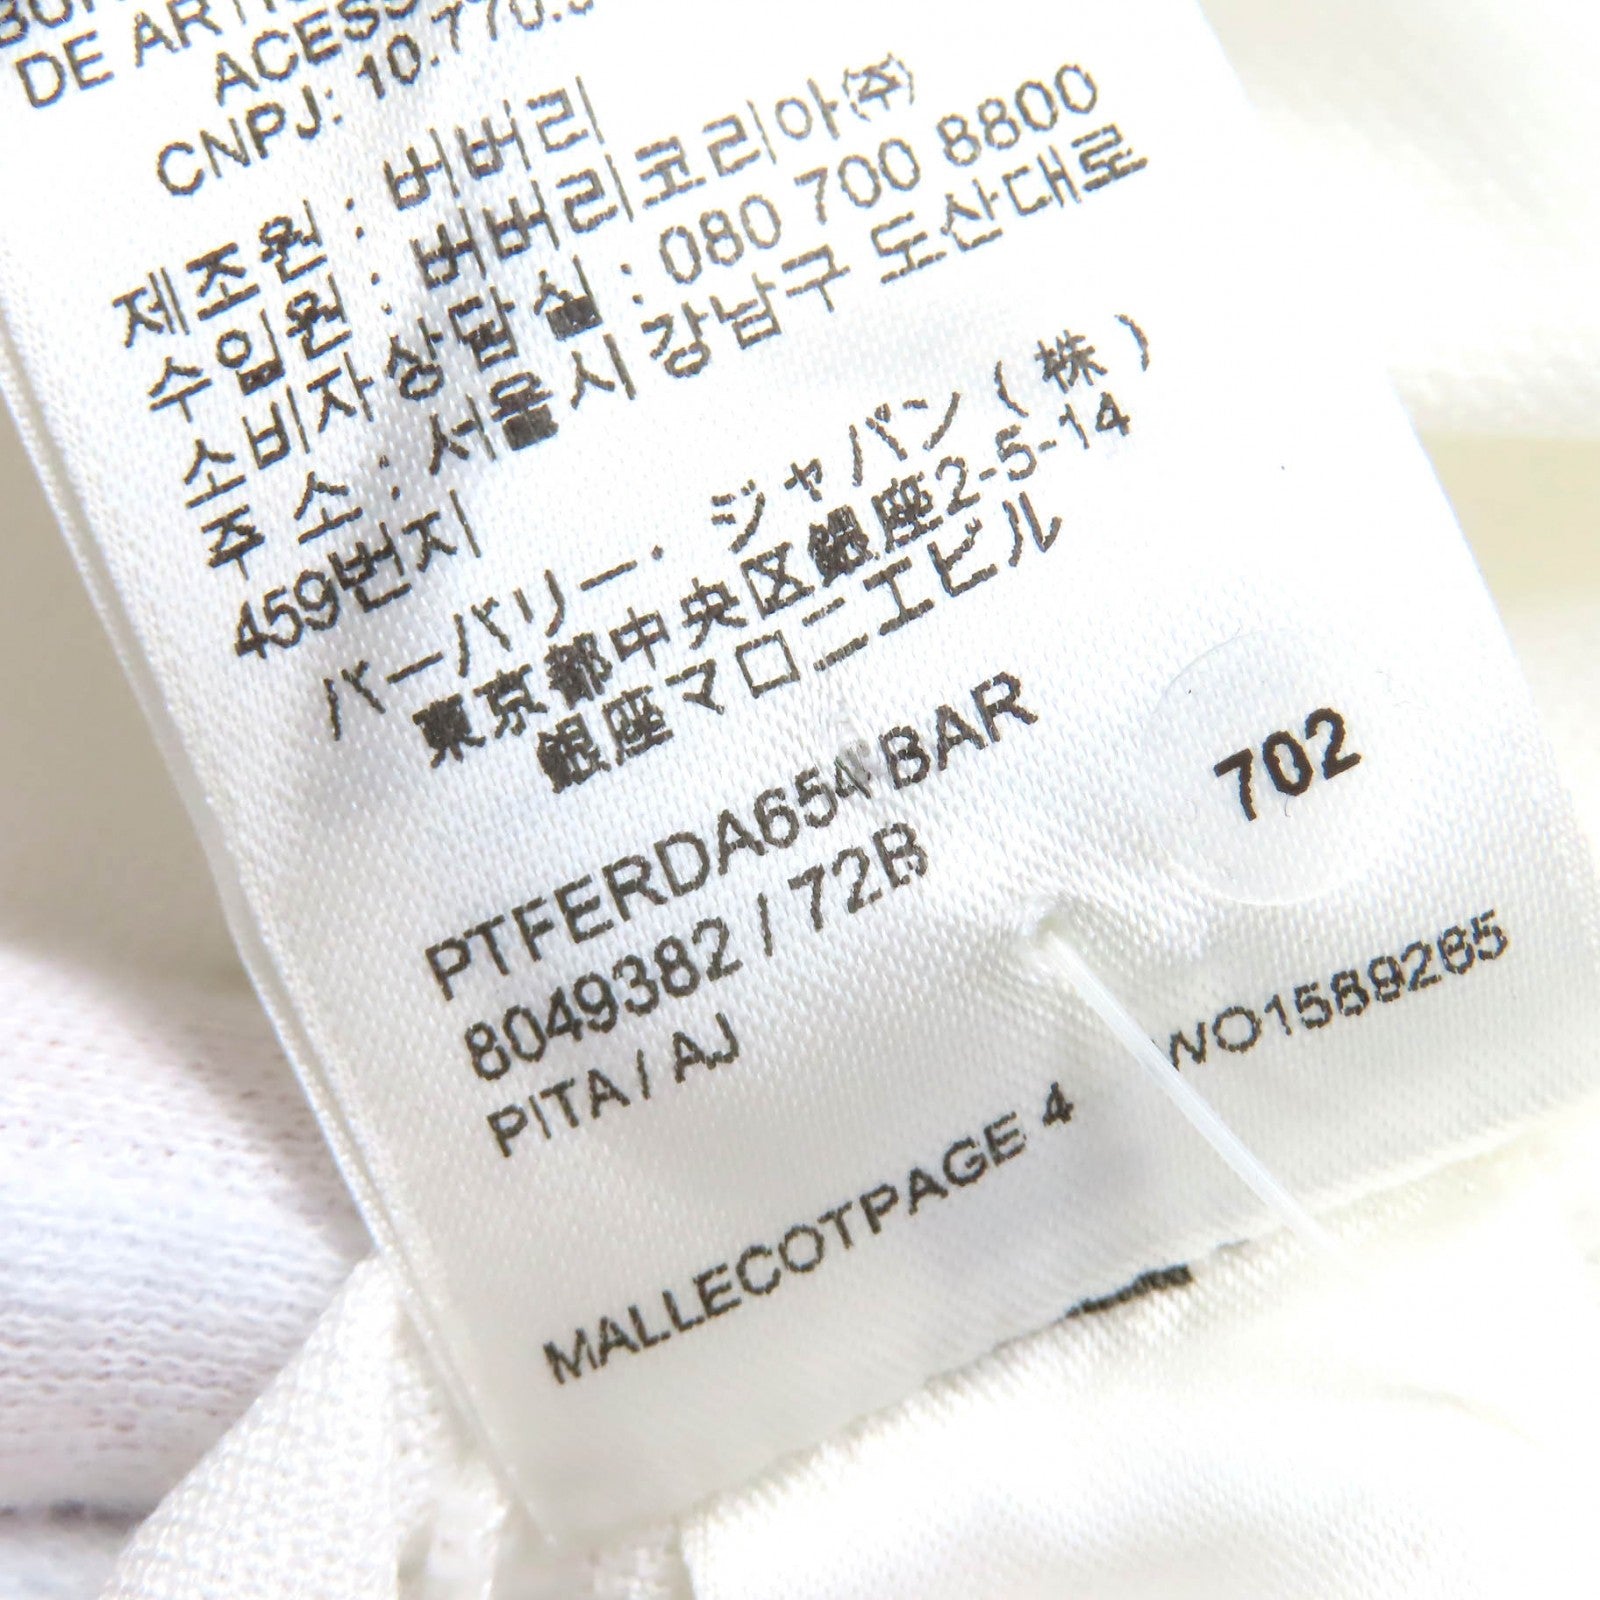 DE
CNPJ: 10.770.
제조원 : 버버리
수입원 : 버버리코리아(주)
소비자 상담실 : 080 700 8800
주 소 : 서울시 강남구 도산대로
459번지
バーバリー．ジャパン（株）
東京都中央区銀座2-5-14
銀座マロニエビル
PTFERDA654 BAR
8049382 / 72B
PITA / AJ
702
WO1589265
MALLECOTPAGE 4